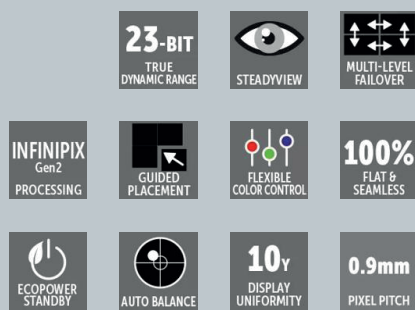 23-BIT
TRUE
DYNAMIC RANGE
STEADYVIEW
MULTI-LEVEL
FAILOVER
INFINIPIX
Gen2
PROCESSING
GUIDED
PLACEMENT
FLEXIBLE
COLOR CONTROL
100%
FLAT &
SEAMLESS
ECOPOWER
STANDBY
AUTO BALANCE
10Y
DISPLAY
UNIFORMITY
0.9mm
PIXEL PITCH